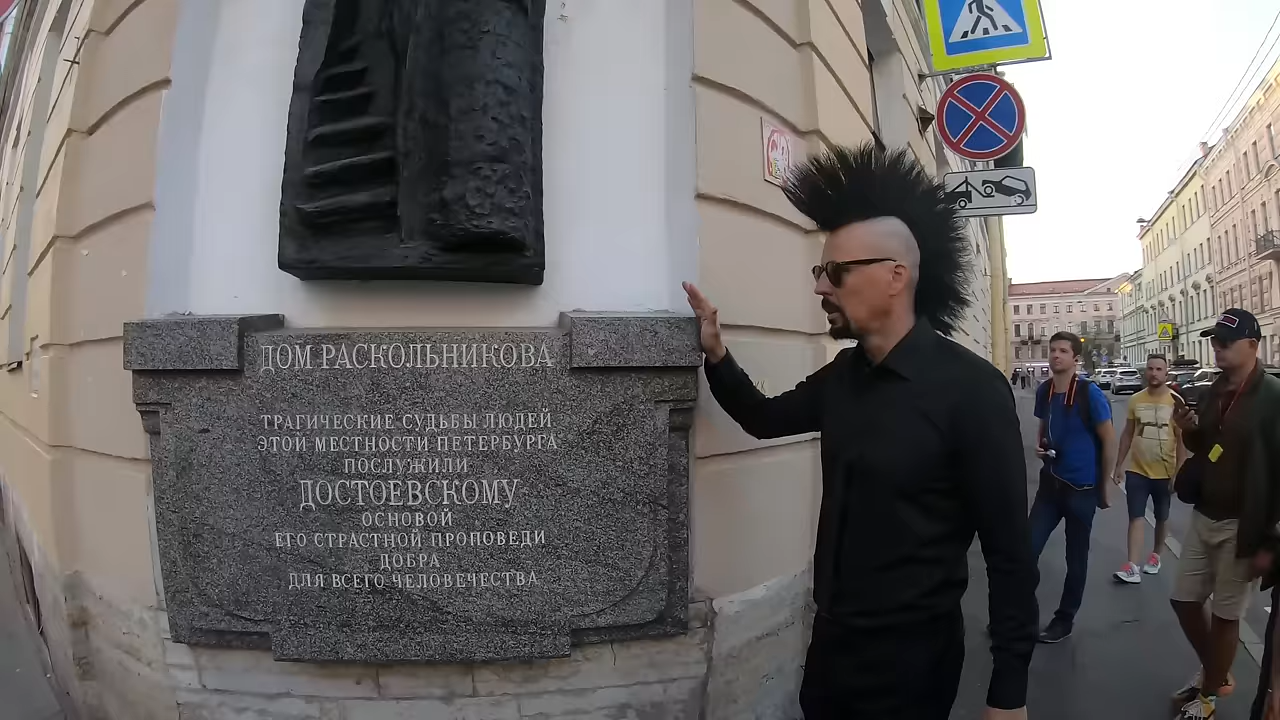 ДОМ РАСКОЛЬНИКОВА
ТРАГИЧЕСКИЕ СУДЬБЫ ЛЮДЕЙ
ЭТОЙ МЕСТНОСТИ ПЕТЕРБУРГА
ПОСЛУЖИЛИ
ДОСТОЕВСКОМУ
ОСНОВОЙ
ЕГО СТРАСТНОЙ ПРОПОВЕДИ
ДОБРА
ДЛЯ ВСЕГО ЧЕЛОВЕЧЕСТВА